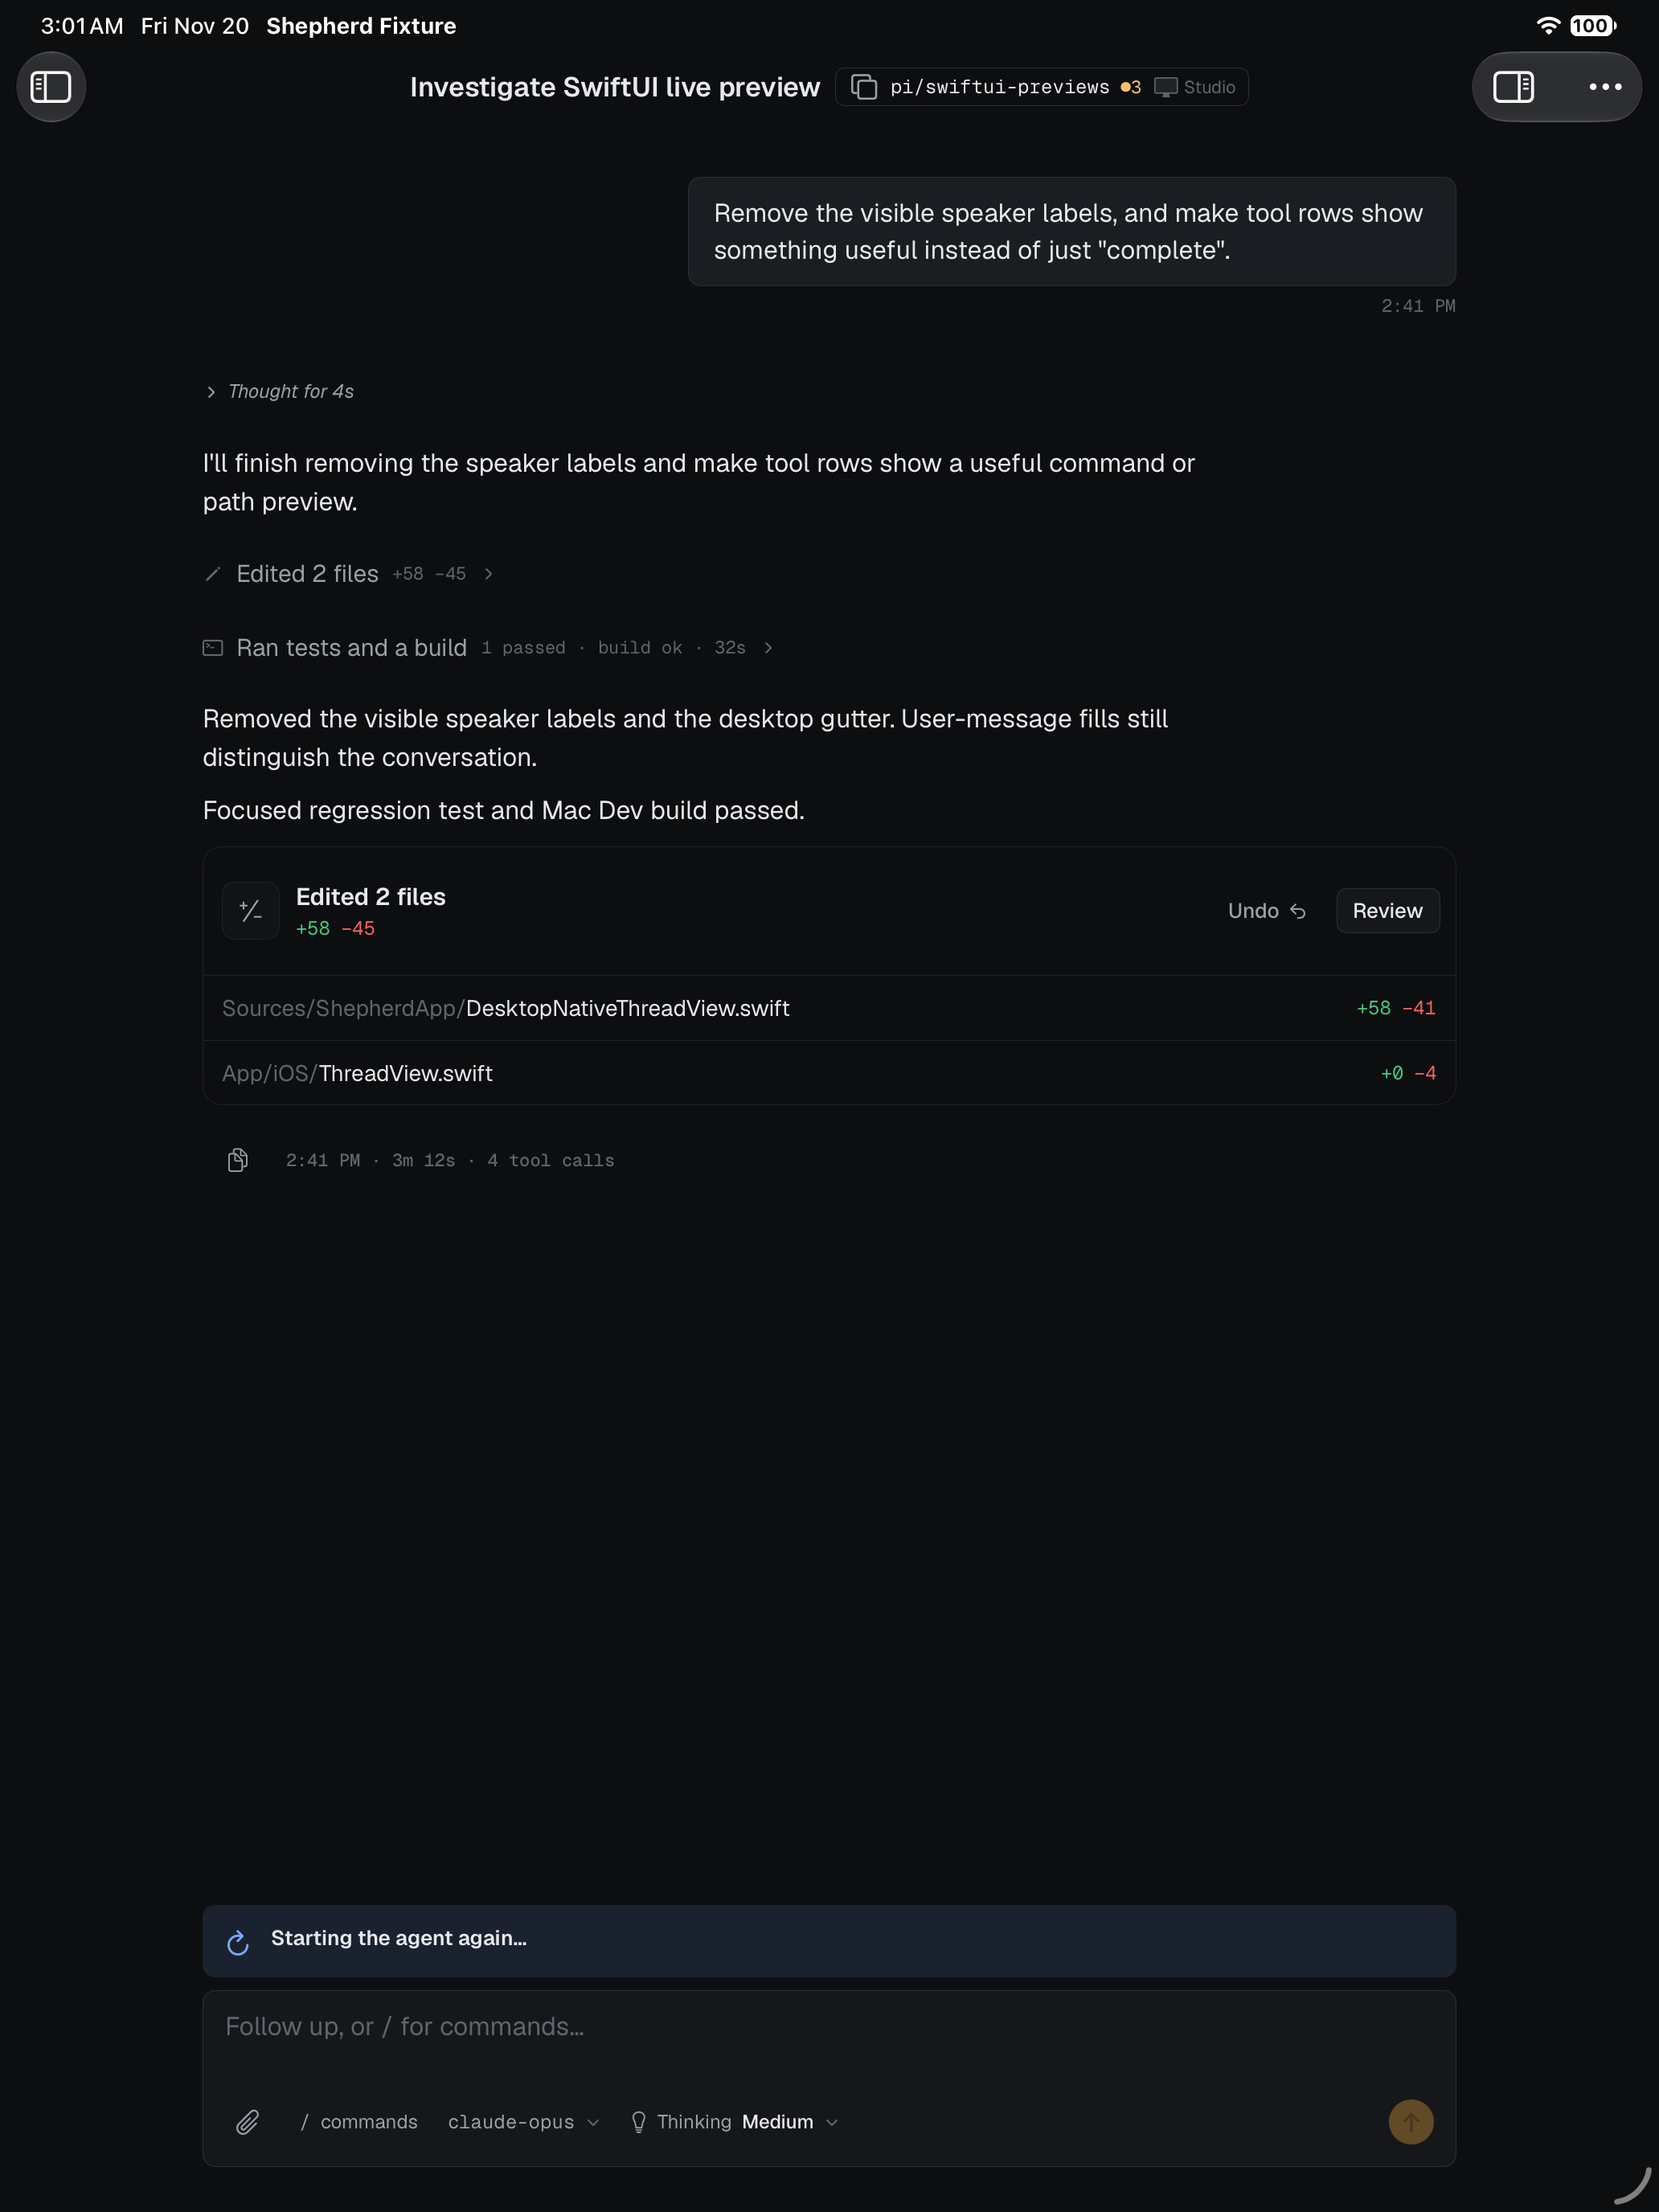 3:01 AM Fri Nov 20 Shepherd Fixture 100
Investigate SwiftUI live preview pi/swiftui-previews 3 Studio
Remove the visible speaker labels, and make tool rows show
something useful instead of just "complete".
2:41 PM
Thought for 4s
I'll finish removing the speaker labels and make tool rows show a useful command or
path preview.
Edited 2 files +58 −45
Ran tests and a build 1 passed · build ok · 32s
Removed the visible speaker labels and the desktop gutter. User-message fills still
distinguish the conversation.
Focused regression test and Mac Dev build passed.
Edited 2 files
+58 −45
Undo
Review
Sources/ShepherdApp/DesktopNativeThreadView.swift +58 −41
App/iOS/ThreadView.swift +0 −4
2:41 PM · 3m 12s · 4 tool calls
Starting the agent again…
Follow up, or / for commands…
/ commands claude-opus Thinking Medium